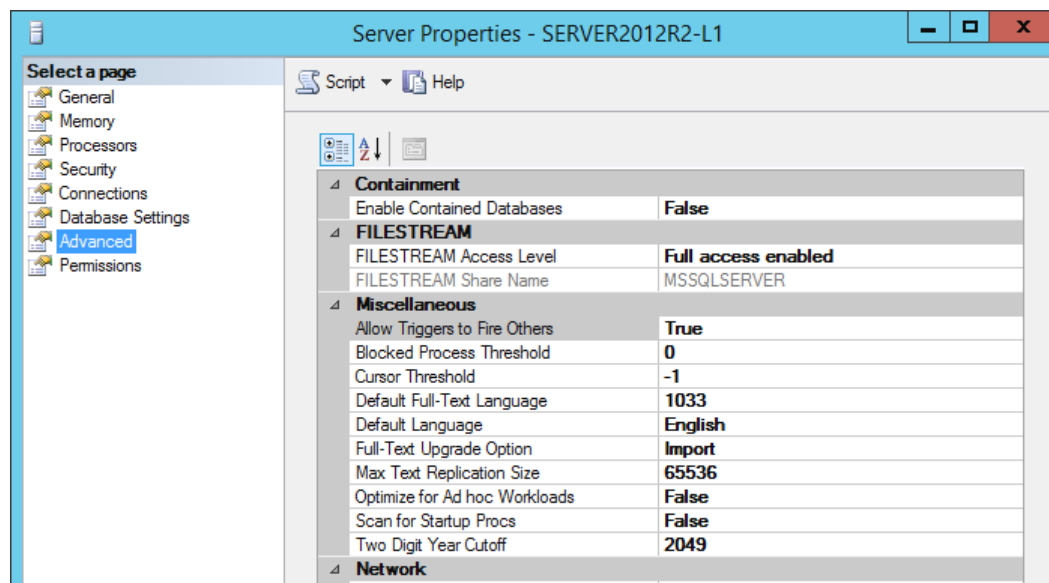 Server Properties - SERVER2012R2-L1
Select a page
General
Memory
Processors
Security
Connections
Database Settings
Advanced
Permissions
Script Help
Containment
Enable Contained Databases False
FILESTREAM
FILESTREAM Access Level Full access enabled
FILESTREAM Share Name MSSQLSERVER
Miscellaneous
Allow Triggers to Fire Others True
Blocked Process Threshold 0
Cursor Threshold -1
Default Full-Text Language 1033
Default Language English
Full-Text Upgrade Option Import
Max Text Replication Size 65536
Optimize for Ad hoc Workloads False
Scan for Startup Procs False
Two Digit Year Cutoff 2049
Network